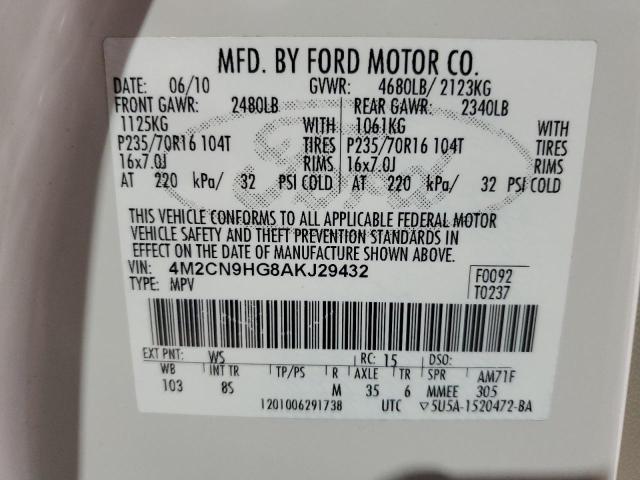 MFD. BY FORD MOTOR CO.
DATE: 06/10 GVWR: 4680LB/ 2123KG
FRONT GAWR: 2480LB REAR GAWR: 2340LB
1125KG WITH 1061KG WITH
P235/70R16 104T TIRES P235/70R16 104T TIRES
16x7.0J RIMS 16x7.0J RIMS
AT 220 kPa/ 32 PSI COLD AT 220 kPa/ 32 PSI COLD
Ford
THIS VEHICLE CONFORMS TO ALL APPLICABLE FEDERAL MOTOR
VEHICLE SAFETY AND THEFT PREVENTION STANDARDS IN
EFFECT ON THE DATE OF MANUFACTURE SHOWN ABOVE.
VIN: 4M2CN9HG8AKJ29432 F0092
TYPE: MPV T0237
EXT PNT: WS RC: 15 DSO:
WB INT TR TP/PS R AXLE TR SPR AM71F
103 8S M 35 6 MMEE 305
1201006291738 UTC ▽5U5A-1520472-BA